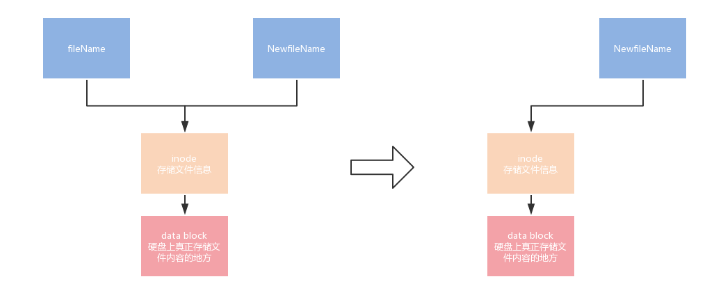 fileName
NewfileName
NewfileName
inode
存储文件信息
inode
存储文件信息
data block
硬盘上真正存储文
件内容的地方
data block
硬盘上真正存储文
件内容的地方